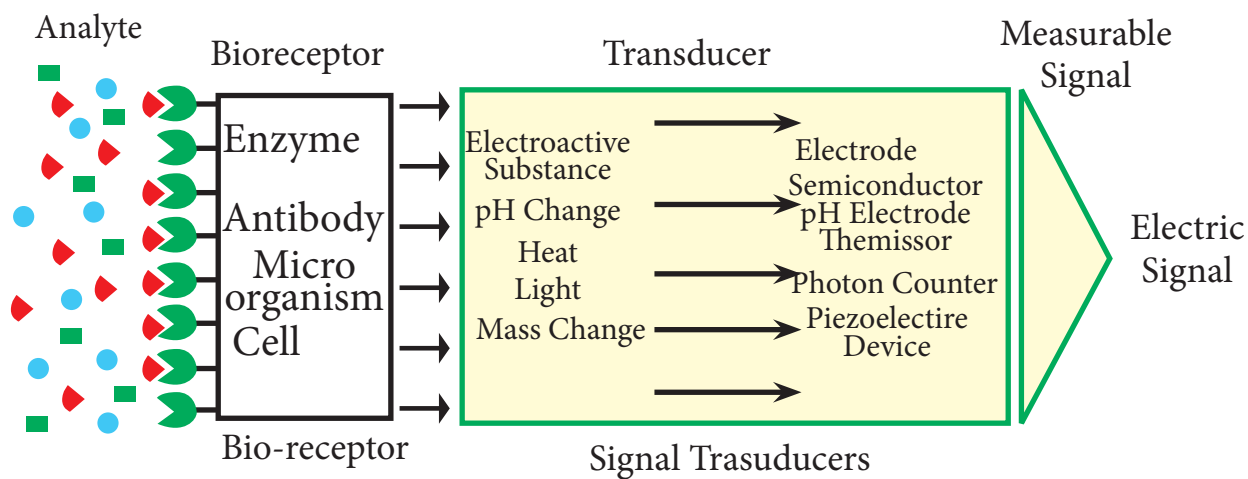 Analyte
Bioreceptor
Transducer
Measurable
Signal
Enzyme
Antibody
Micro
organism
Cell
Electroactive
Substance
pH Change
Heat
Light
Mass Change
Electrode
Semiconductor
pH Electrode
Themissor
Photon Counter
Piezoelectire
Device
Electric
Signal
Bio-receptor
Signal Trasuducers